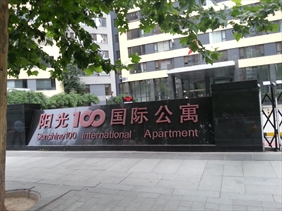 阳光100国际公寓
Sunshine100 International Apartment